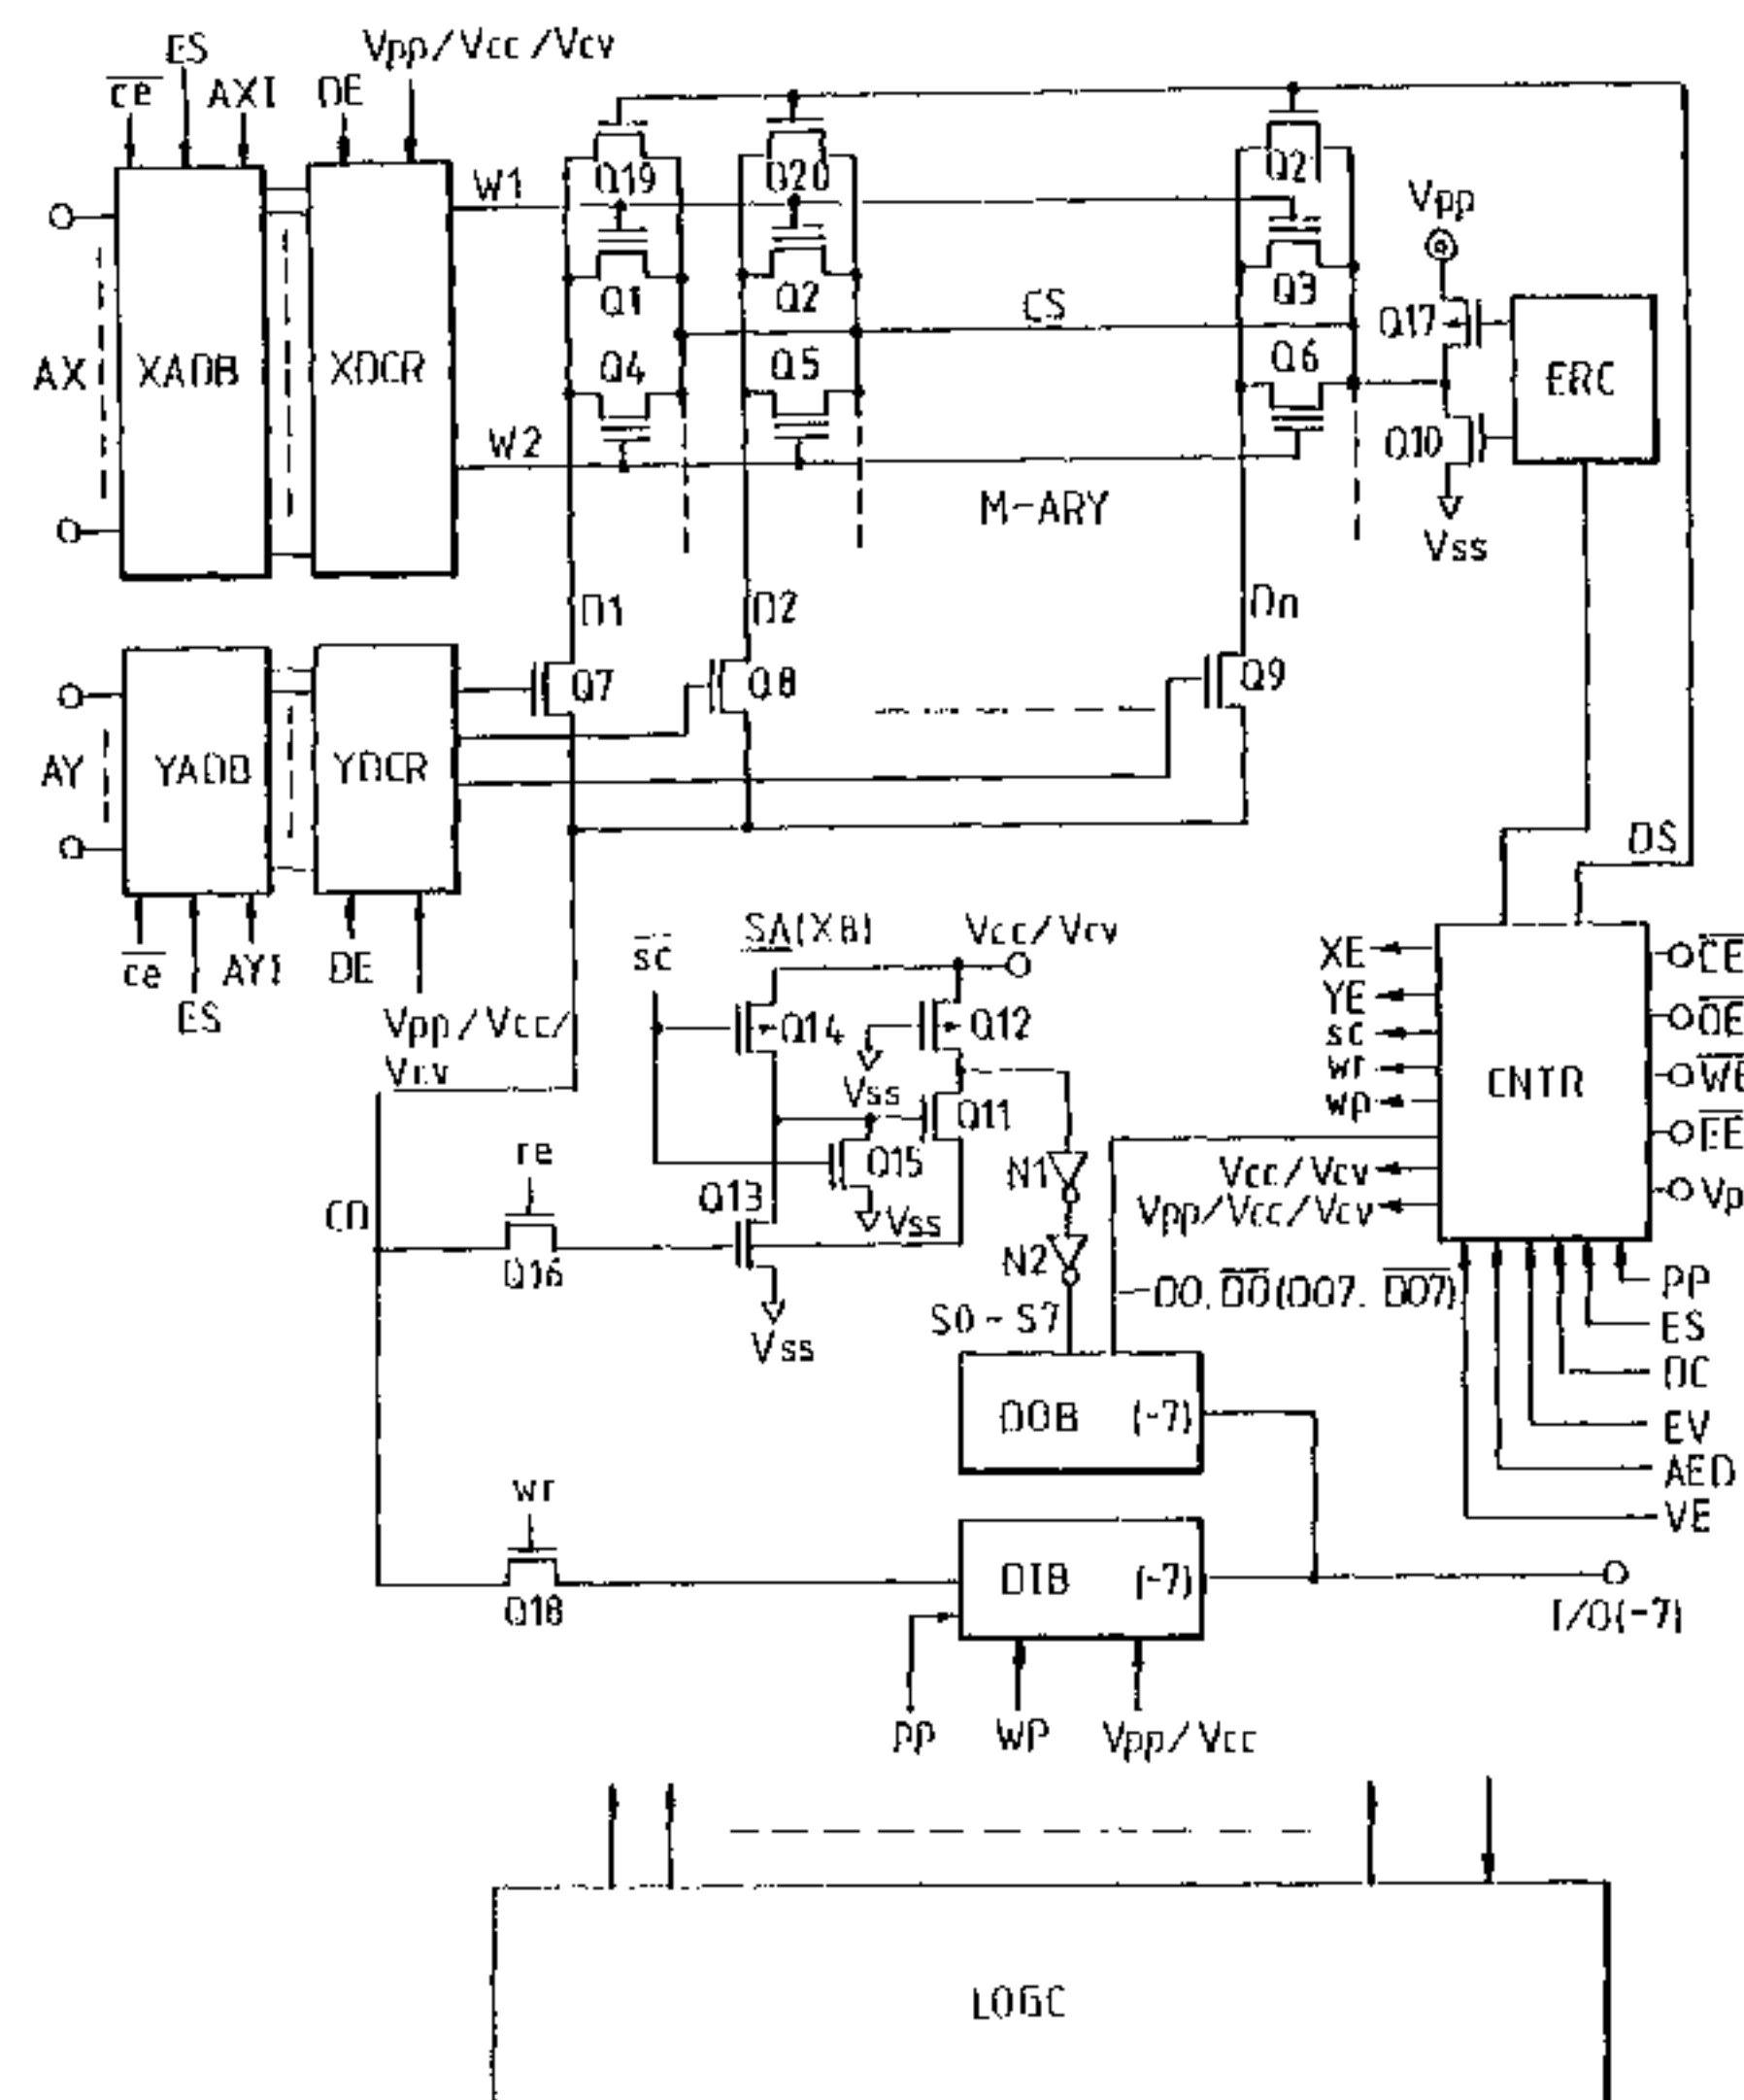 ES
Vpp/Vcc/Vcv
ce
AXI
DE
W1
Q19
Q20
Q2
Vpp
AX
XADB
XDCR
Q1
Q2
Q3
CS
Q17
Q4
Q5
Q6
ERC
W2
Q10
M-ARY
Vss
D1
D2
Dn
Q7
Q8
Q9
AY
YADB
YDCR
DS
ce
AYI
DE
sc
SA(XB)
Vcc/Vcv
ES
Vpp/Vcc/
Vcv
Q14
Q12
Vss
Q11
XE
YE
sc
wr
wp
CNTR
CE
OE
WE
EE
Vp
re
Q15
N1
Vcc/Vcv
CD
Q13
Vss
Vpp/Vcc/Vcv
Q16
N2
DO, DO(DO7, DO7)
PP
Vss
S0~S7
ES
DC
DOB (-7)
EV
AED
VE
wr
DIB (-7)
Q18
I/O(-7)
PP
WP
Vpp/Vcc
LOGC